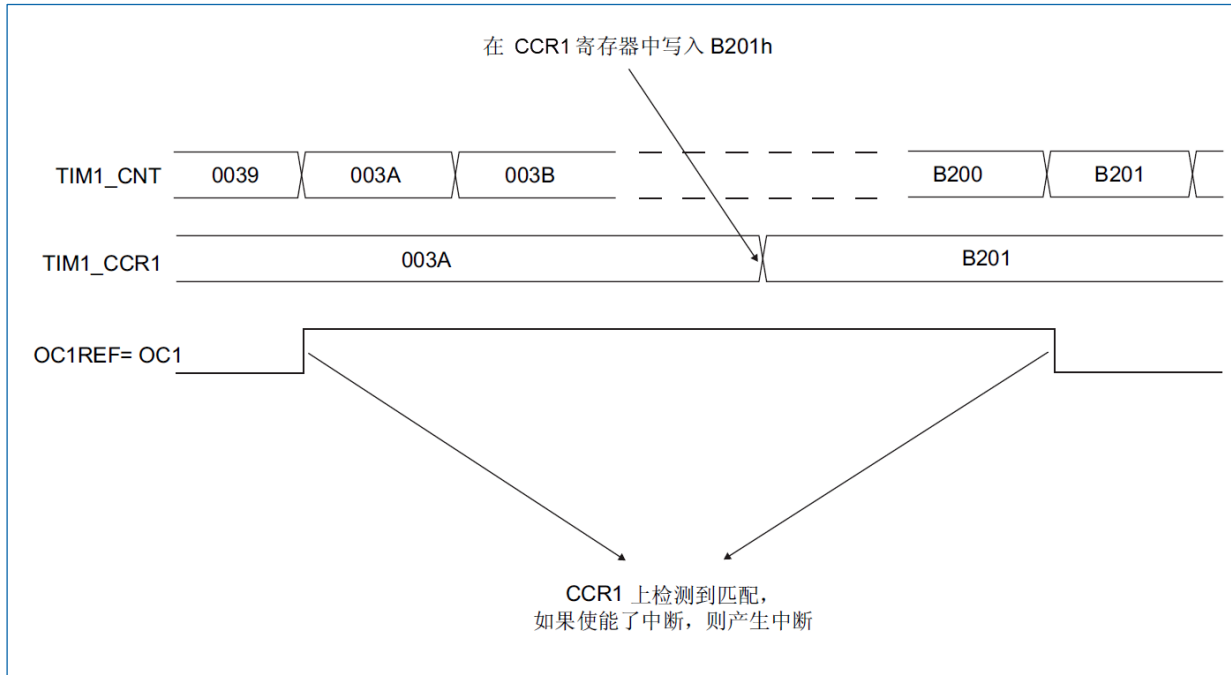 在 CCR1 寄存器中写入 B201h
TIM1_CNT 0039 003A 003B B200 B201
TIM1_CCR1 003A B201
OC1REF= OC1
CCR1 上检测到匹配，
如果使能了中断，则产生中断